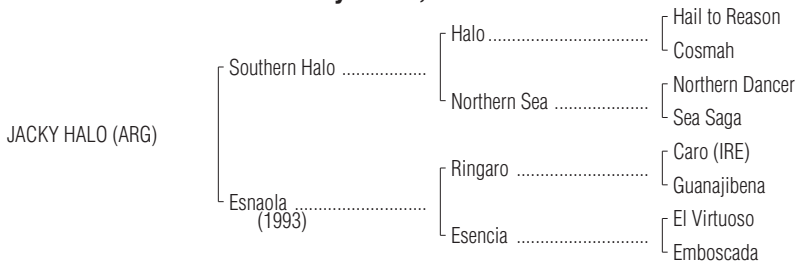 Halo
Hail to Reason
Cosmah
Southern Halo
Northern Sea
Northern Dancer
Sea Saga
JACKY HALO (ARG)
Ringaro
Caro (IRE)
Guanajibena
Esnaola
(1993)
Esencia
El Virtuoso
Emboscada